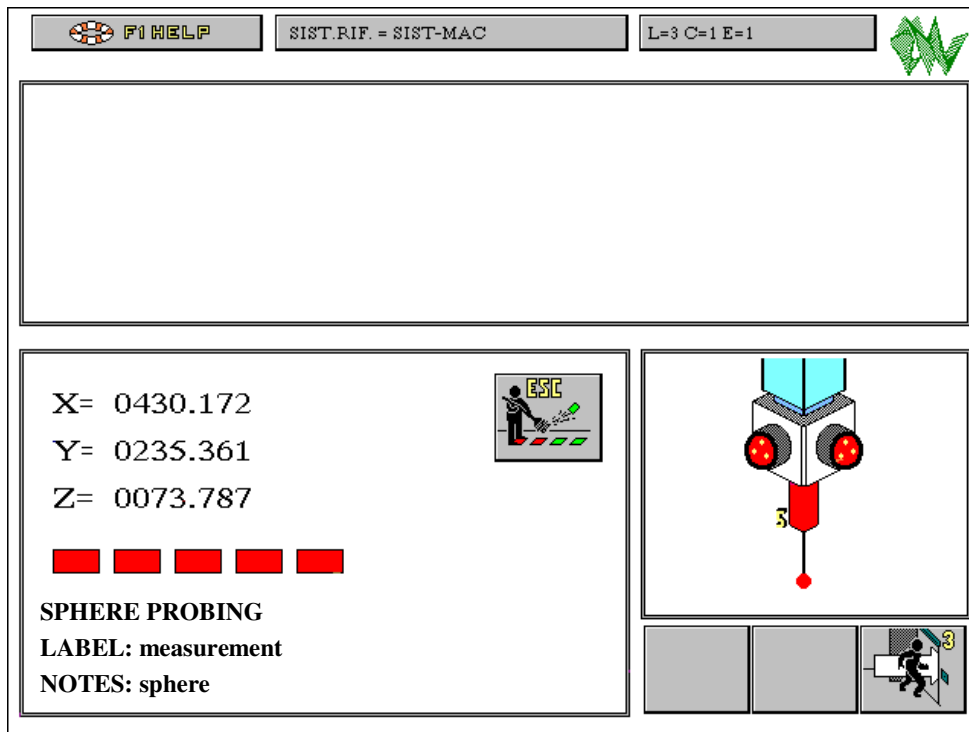 F1 HELP
SIST.RIF. = SIST-MAC
L=3 C=1 E=1
X= 0430.172
Y= 0235.361
Z= 0073.787
ESC
5
SPHERE PROBING
LABEL: measurement
NOTES: sphere
3